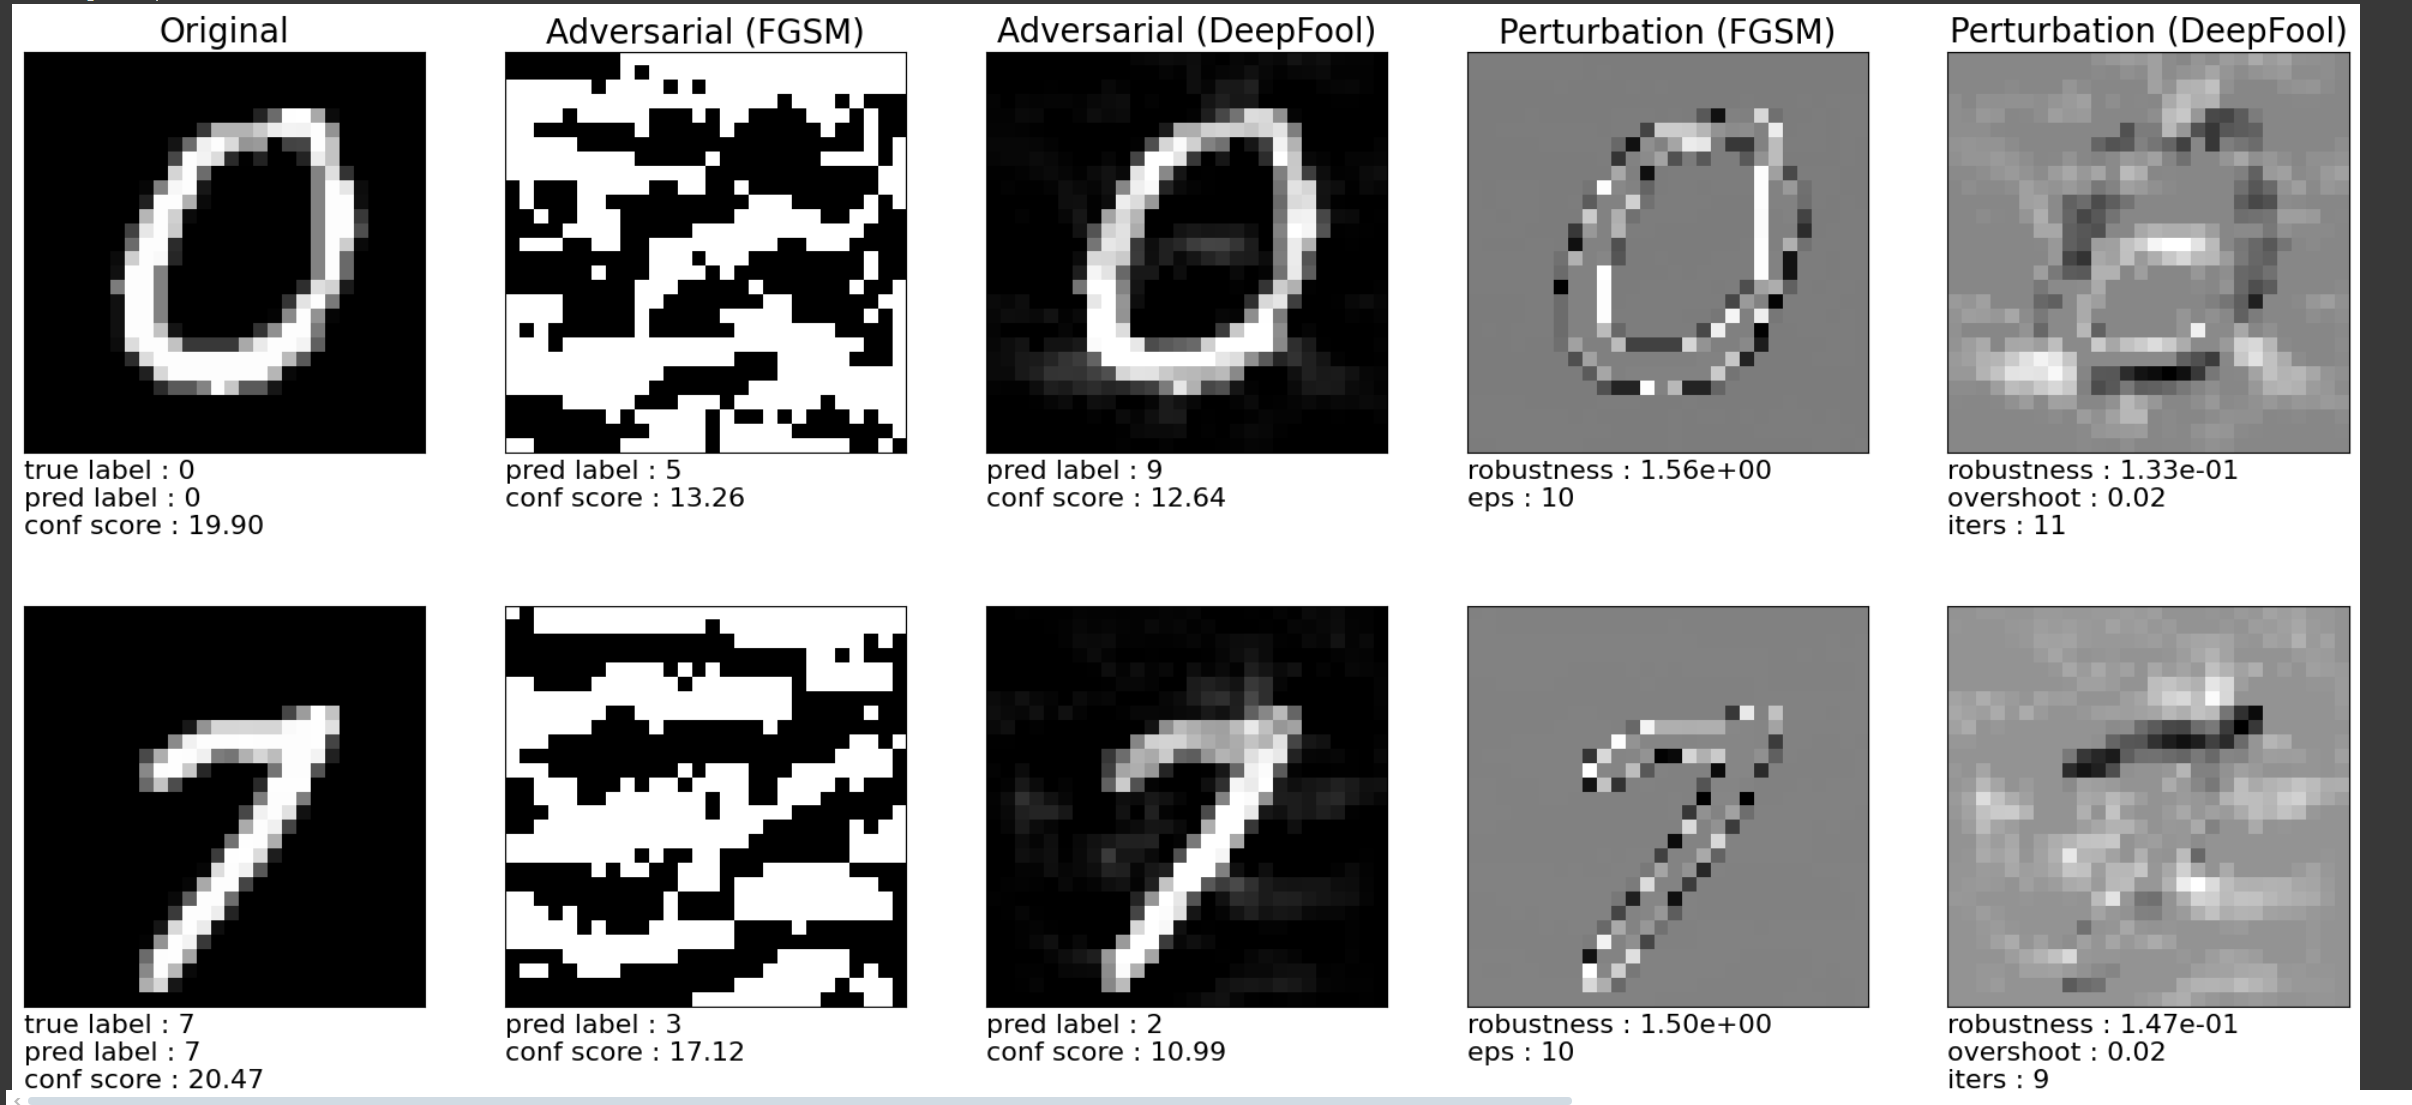 Original
Adversarial (FGSM)
Adversarial (DeepFool)
Perturbation (FGSM)
Perturbation (DeepFool)
true label : 0
pred label : 0
conf score : 19.90
pred label : 5
conf score : 13.26
pred label : 9
conf score : 12.64
robustness : 1.56e+00
eps : 10
robustness : 1.33e-01
overshoot : 0.02
iters : 11
true label : 7
pred label : 7
conf score : 20.47
pred label : 3
conf score : 17.12
pred label : 2
conf score : 10.99
robustness : 1.50e+00
eps : 10
robustness : 1.47e-01
overshoot : 0.02
iters : 9